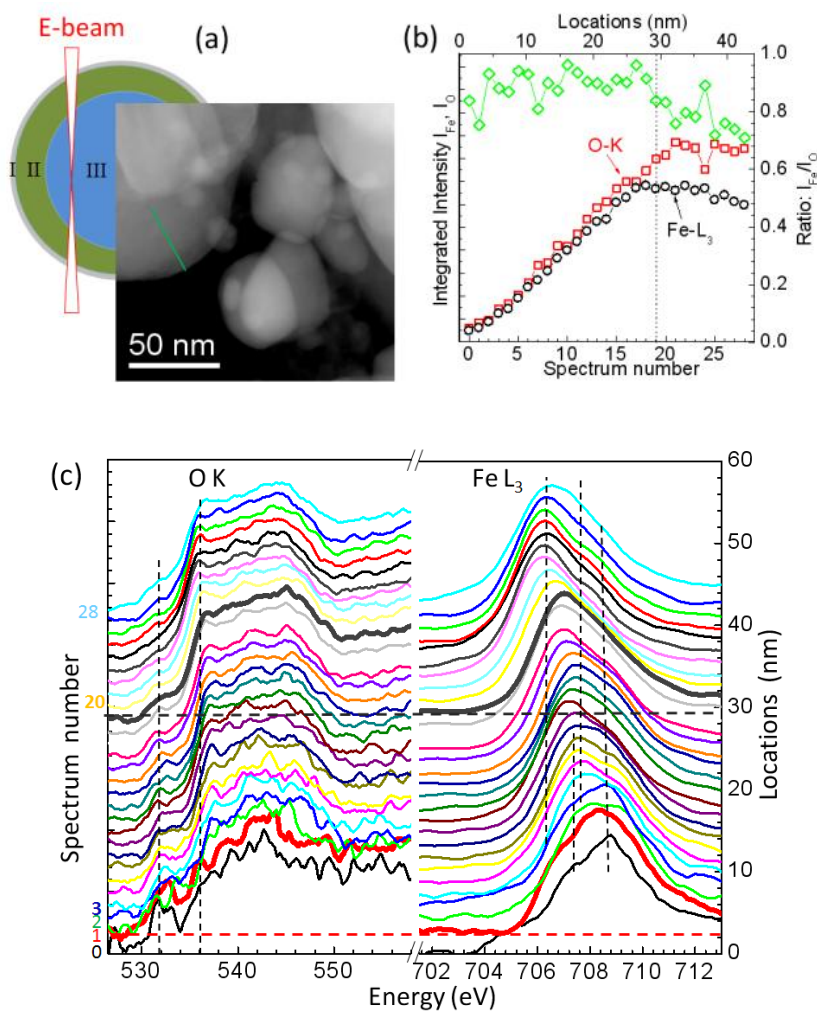 E-beam
(a)
I II III
50 nm
(b)
Locations (nm)
0 10 20 30 40
Integrated Intensity I_Fe, I_O
O-K
Fe-L₃
1.0
0.8
0.6
0.4
0.2
0.0
Ratio: I_Fe/I_O
0 5 10 15 20 25
Spectrum number
(c)
O K
Fe L₃
28
20
3
2
1
0
Spectrum number
60
50
40
30
20
10
0
Locations (nm)
530 540 550 702 704 706 708 710 712
Energy (eV)